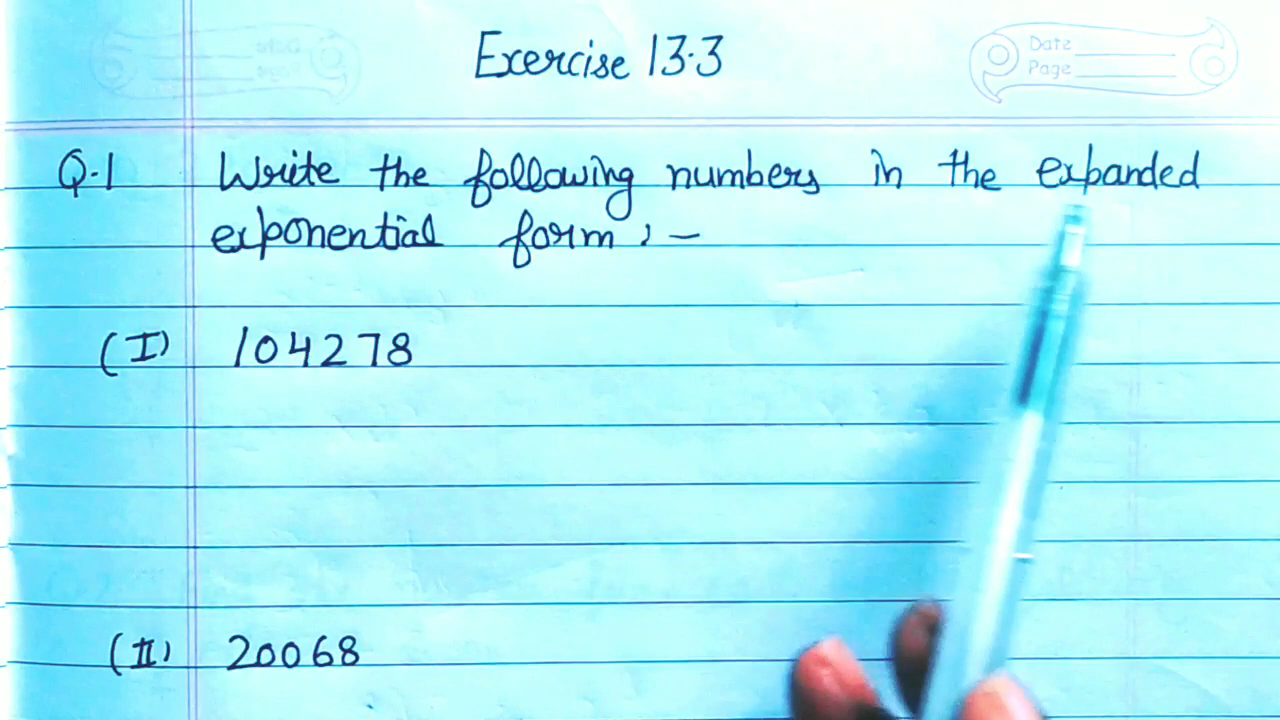 Exercise 13.3
Date
Page
Q.1 Write the following numbers in the expanded
exponential form :-
(I) 104278
(II) 20068